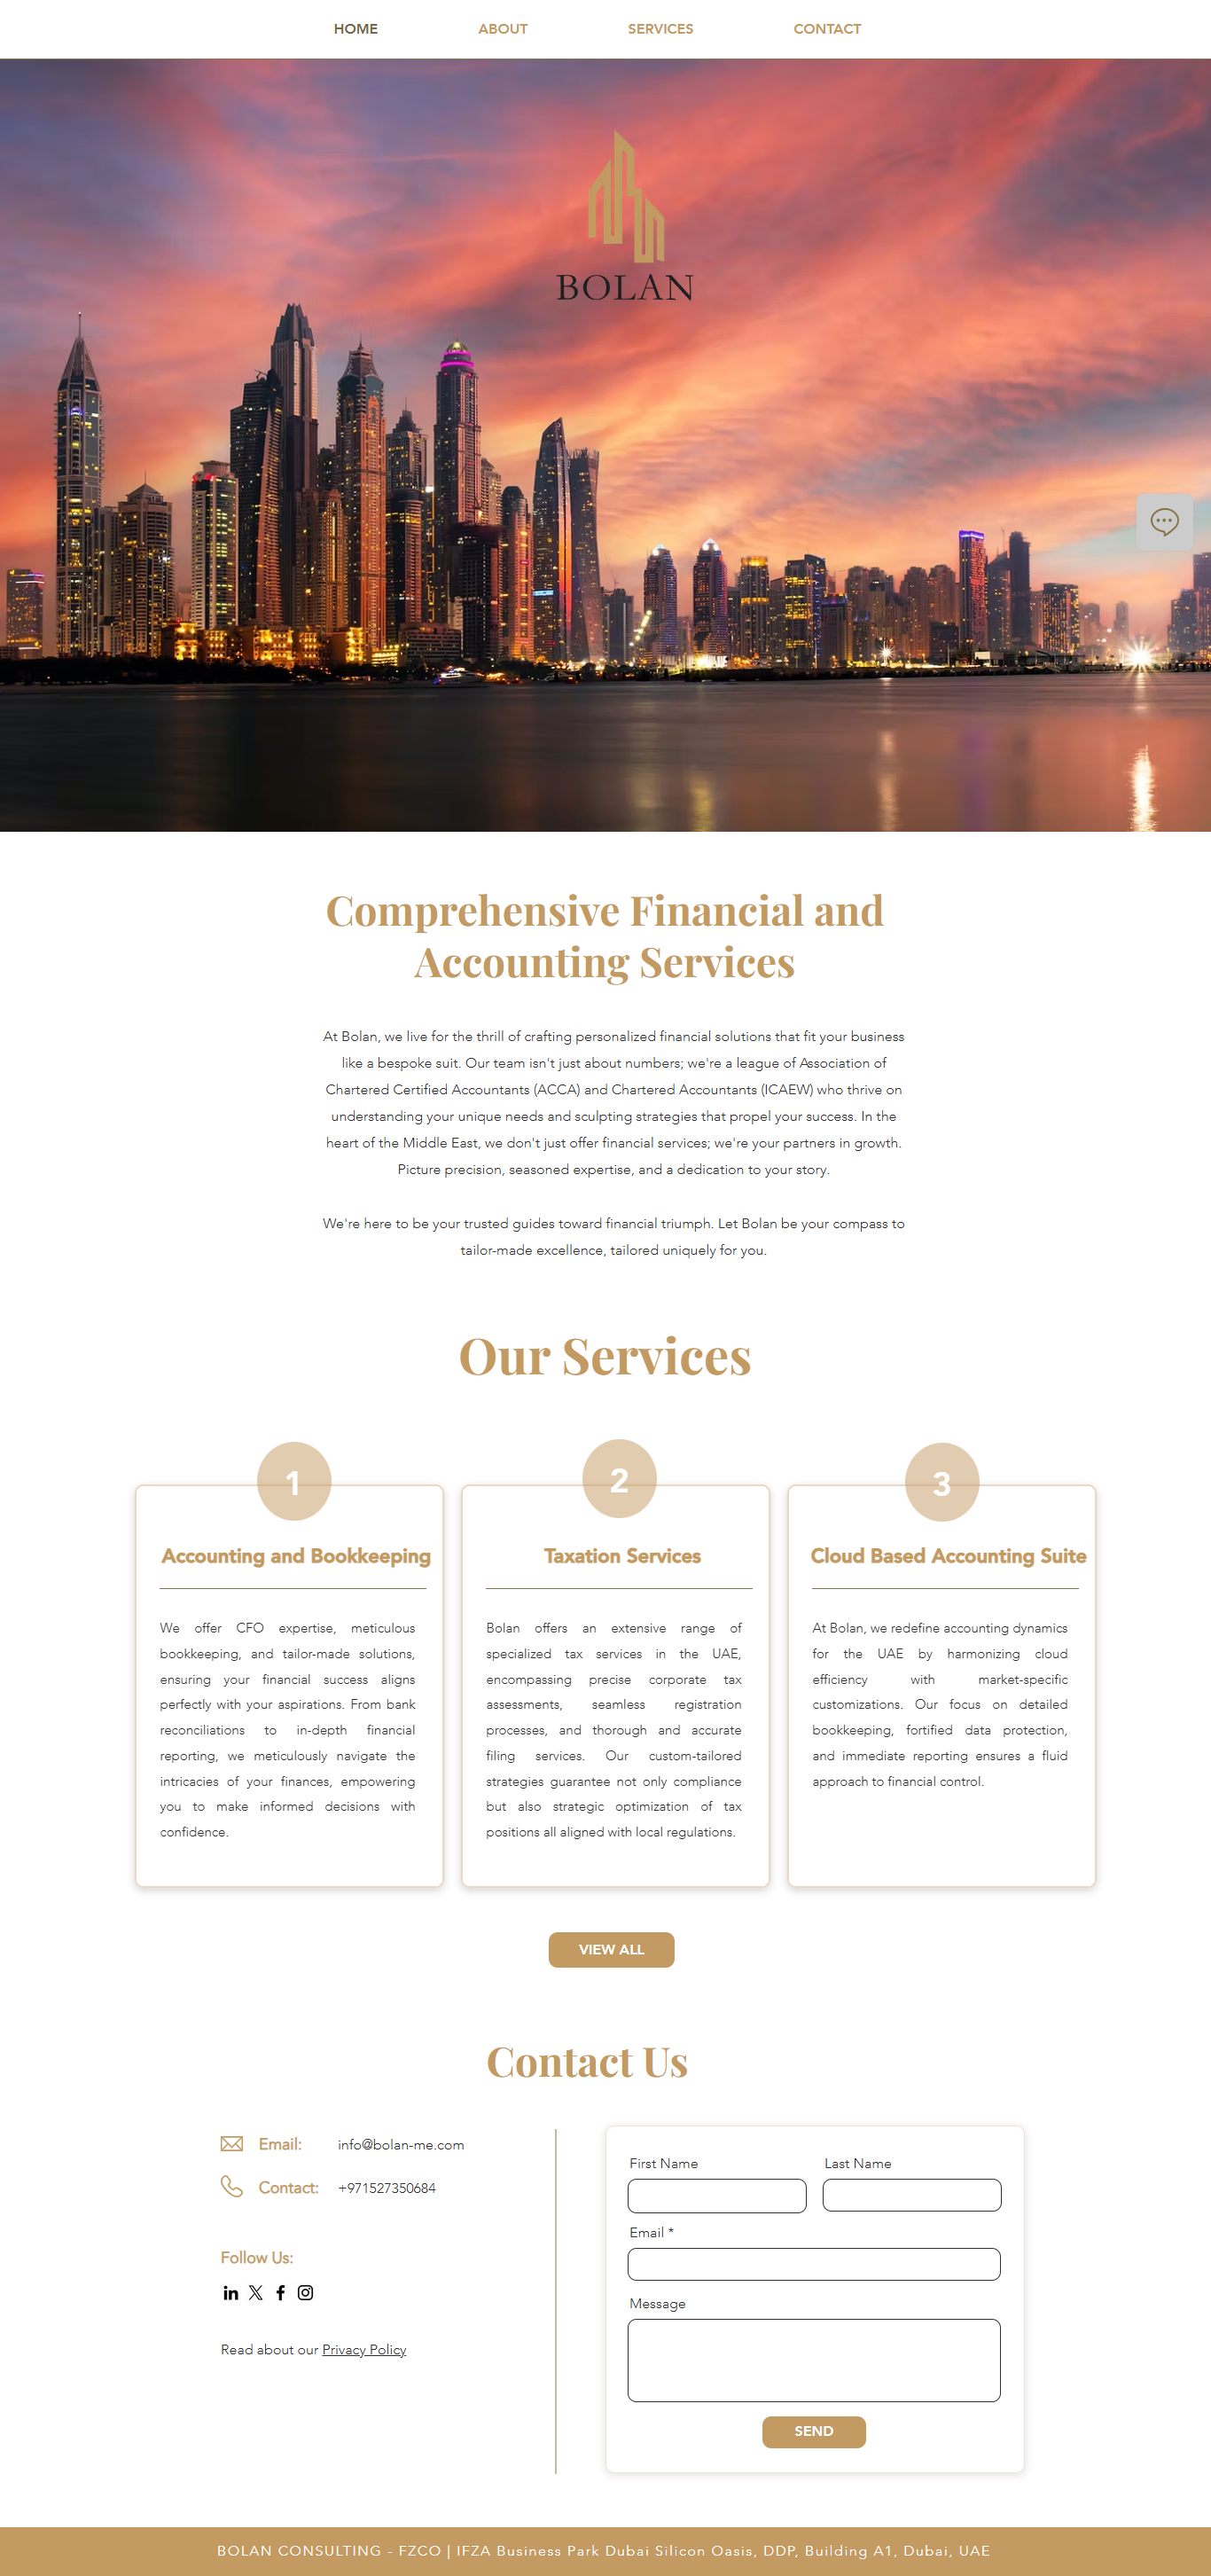 HOME ABOUT SERVICES CONTACT
BOLAN
Comprehensive Financial and
Accounting Services
At Bolan, we live for the thrill of crafting personalized financial solutions that fit your business
like a bespoke suit. Our team isn't just about numbers; we're a league of Association of
Chartered Certified Accountants (ACCA) and Chartered Accountants (ICAEW) who thrive on
understanding your unique needs and sculpting strategies that propel your success. In the
heart of the Middle East, we don't just offer financial services; we're your partners in growth.
Picture precision, seasoned expertise, and a dedication to your story.
We're here to be your trusted guides toward financial triumph. Let Bolan be your compass to
tailor-made excellence, tailored uniquely for you.
Our Services
1
Accounting and Bookkeeping
We offer CFO expertise, meticulous
bookkeeping, and tailor-made solutions,
ensuring your financial success aligns
perfectly with your aspirations. From bank
reconciliations to in-depth financial
reporting, we meticulously navigate the
intricacies of your finances, empowering
you to make informed decisions with
confidence.
2
Taxation Services
Bolan offers an extensive range of
specialized tax services in the UAE,
encompassing precise corporate tax
assessments, seamless registration
processes, and thorough and accurate
filing services. Our custom-tailored
strategies guarantee not only compliance
but also strategic optimization of tax
positions all aligned with local regulations.
3
Cloud Based Accounting Suite
At Bolan, we redefine accounting dynamics
for the UAE by harmonizing cloud
efficiency with market-specific
customizations. Our focus on detailed
bookkeeping, fortified data protection,
and immediate reporting ensures a fluid
approach to financial control.
VIEW ALL
Contact Us
Email: info@bolan-me.com
Contact: +971527350684
Follow Us:
Read about our Privacy Policy
First Name Last Name
Email *
Message
SEND
BOLAN CONSULTING - FZCO | IFZA Business Park Dubai Silicon Oasis, DDP, Building A1, Dubai, UAE